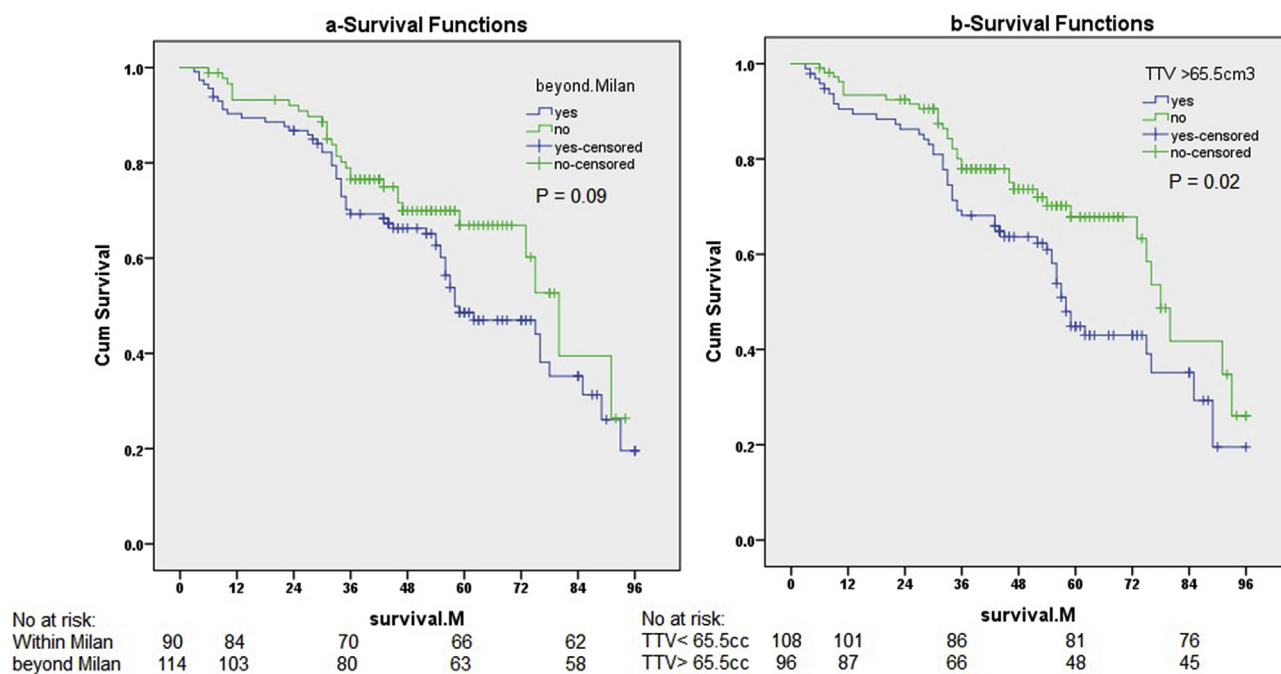 a-Survival Functions
Cum Survival
1.0
0.8
0.6
0.4
0.2
0.0
beyond.Milan
yes
no
yes-censored
no-censored
P = 0.09
0 12 24 36 48 60 72 84 96
survival.M
No at risk:
Within Milan 90 84 70 66 62
beyond Milan 114 103 80 63 58
b-Survival Functions
Cum Survival
1.0
0.8
0.6
0.4
0.2
0.0
TTV >65.5cm3
yes
no
yes-censored
no-censored
P = 0.02
0 12 24 36 48 60 72 84 96
survival.M
No at risk:
TTV< 65.5cc 108 101 86 81 76
TTV> 65.5cc 96 87 66 48 45